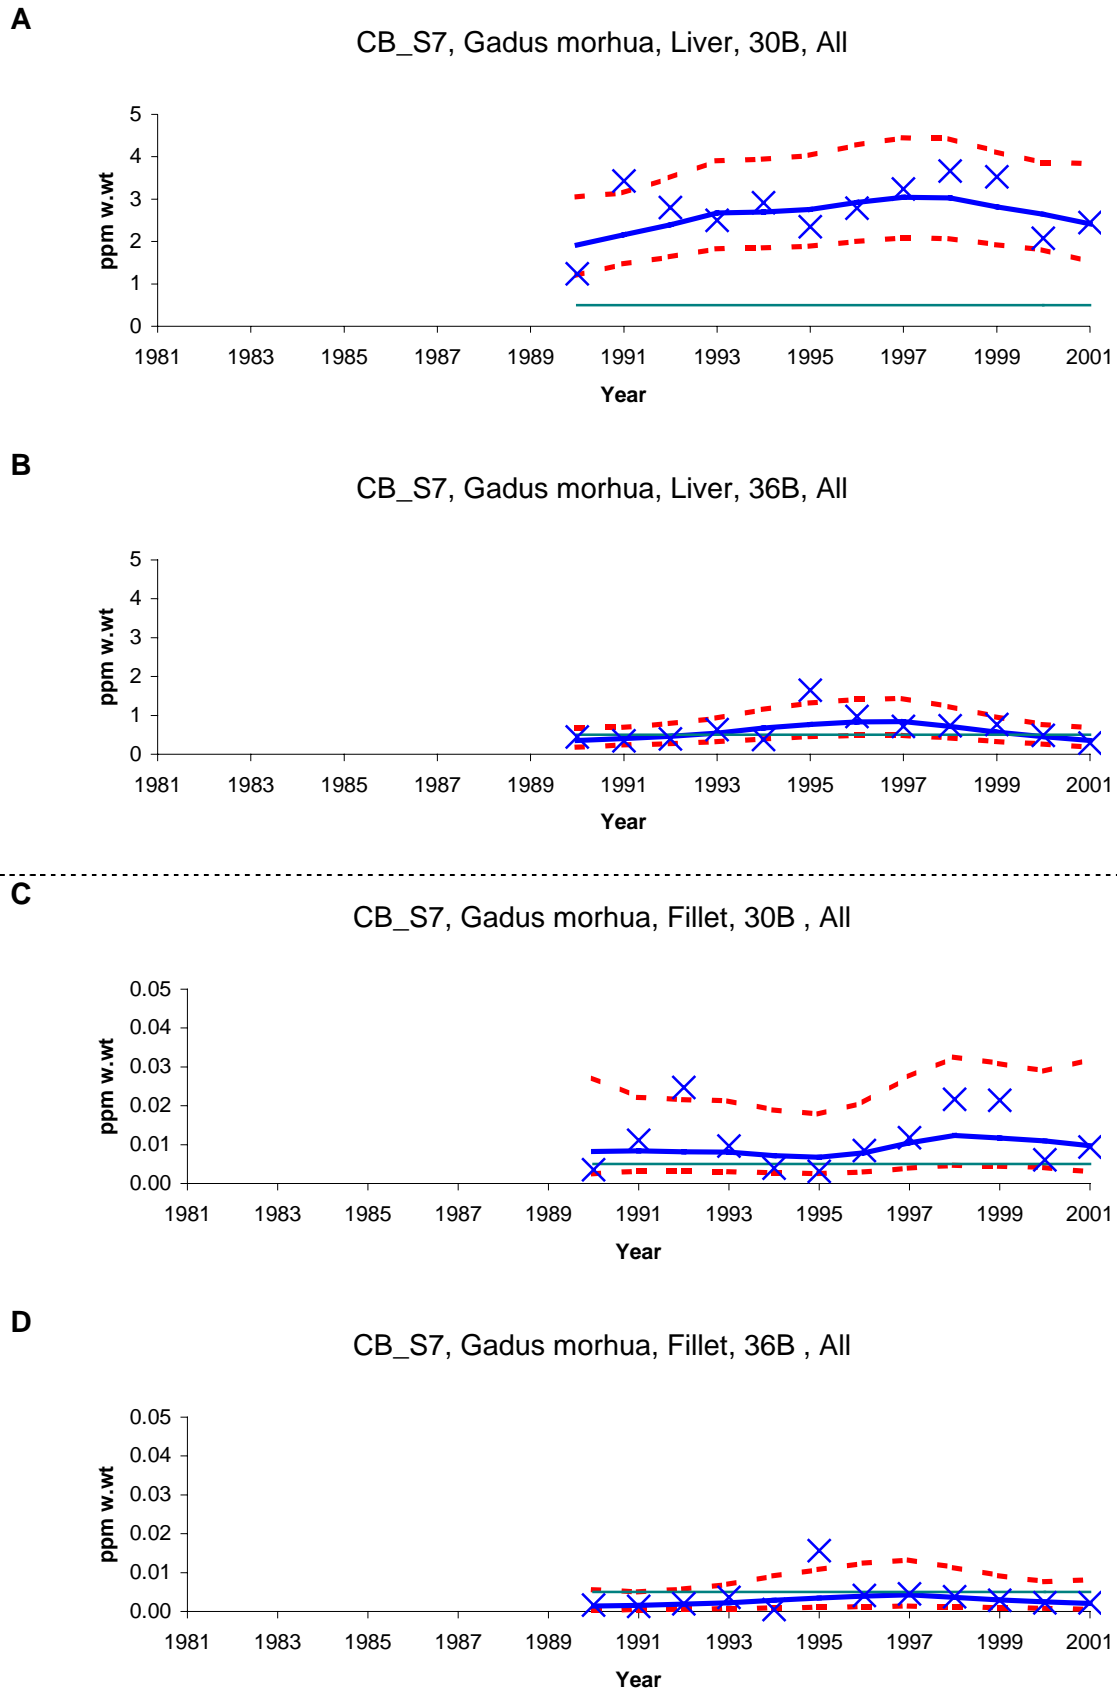 A
CB_S7, Gadus morhua, Liver, 30B, All
ppm w.wt
5
4
3
2
1
0
1981 1983 1985 1987 1989 1991 1993 1995 1997 1999 2001
Year
B
CB_S7, Gadus morhua, Liver, 36B, All
ppm w.wt
5
4
3
2
1
0
1981 1983 1985 1987 1989 1991 1993 1995 1997 1999 2001
Year
C
CB_S7, Gadus morhua, Fillet, 30B , All
ppm w.wt
0.05
0.04
0.03
0.02
0.01
0.00
1981 1983 1985 1987 1989 1991 1993 1995 1997 1999 2001
Year
D
CB_S7, Gadus morhua, Fillet, 36B , All
ppm w.wt
0.05
0.04
0.03
0.02
0.01
0.00
1981 1983 1985 1987 1989 1991 1993 1995 1997 1999 2001
Year